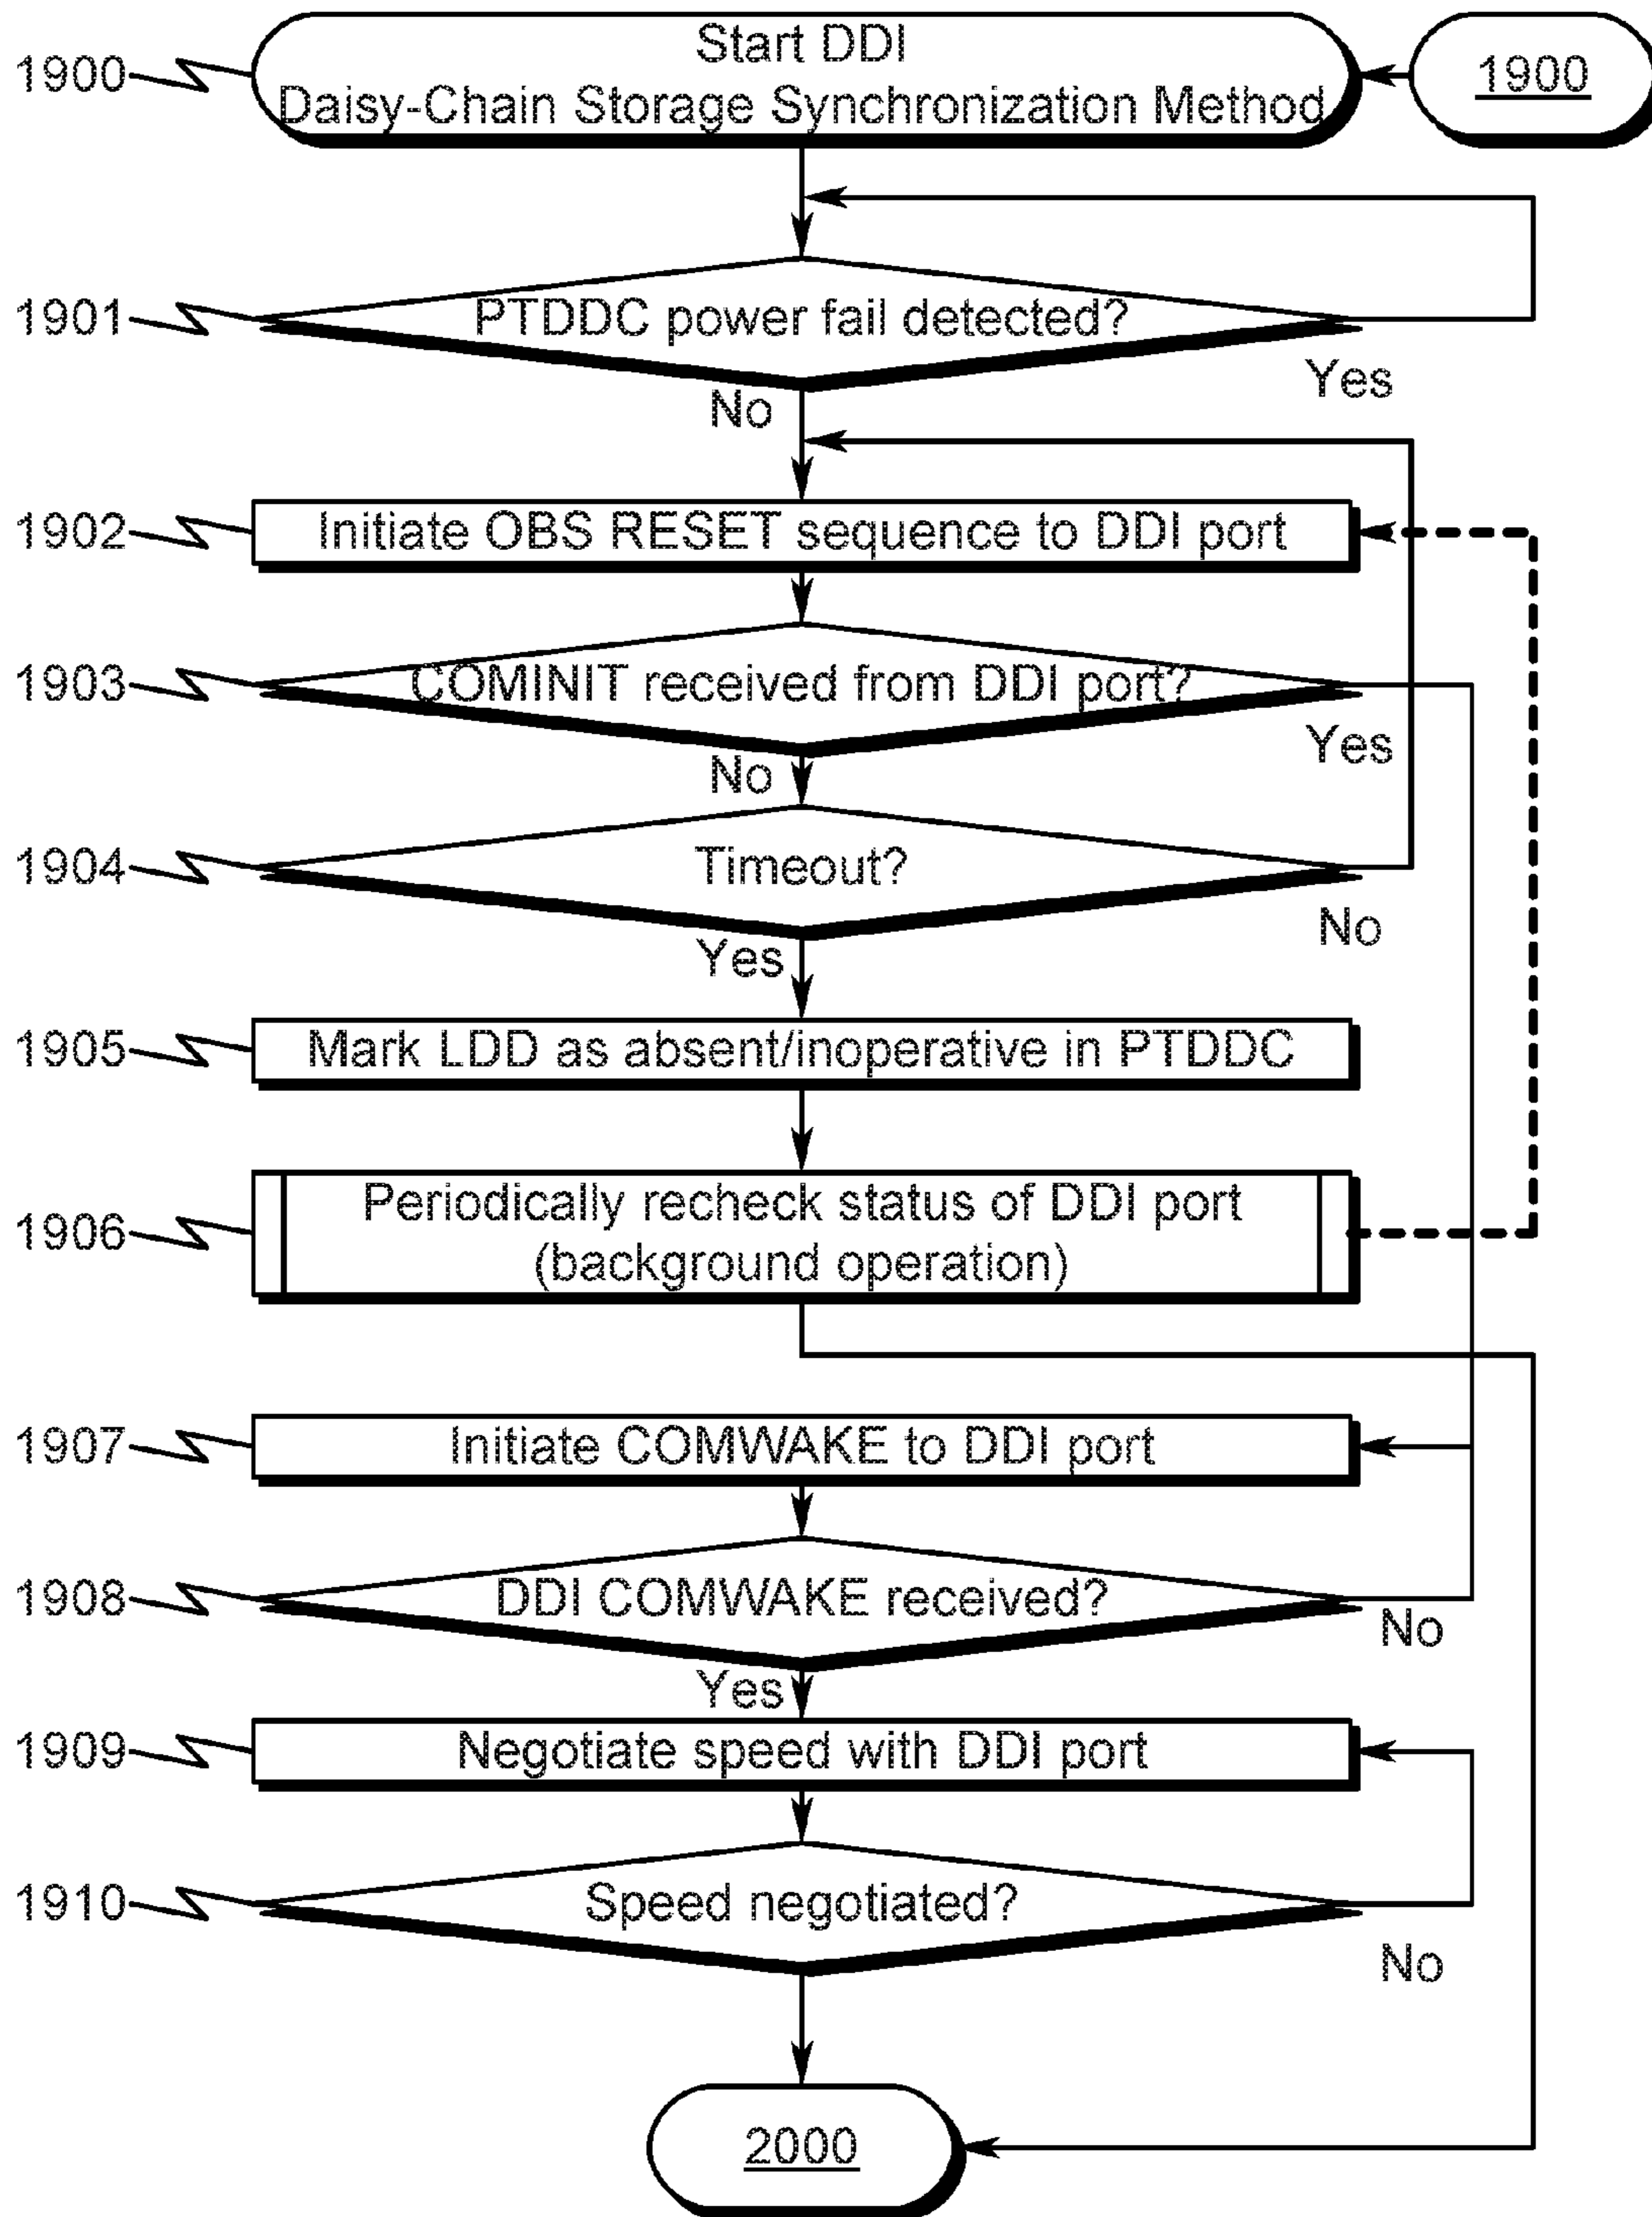 Start DDI
1900
1900
Daisy-Chain Storage Synchronization Method
1901
PTDDC power fail detected?
Yes
No
1902
Initiate OBS RESET sequence to DDI port
1903
COMINIT received from DDI port?
Yes
No
1904
Timeout?
No
Yes
1905
Mark LDD as absent/inoperative in PTDDC
1906
Periodically recheck status of DDI port
(background operation)
1907
Initiate COMWAKE to DDI port
1908
DDI COMWAKE received?
No
Yes
1909
Negotiate speed with DDI port
1910
Speed negotiated?
No
2000